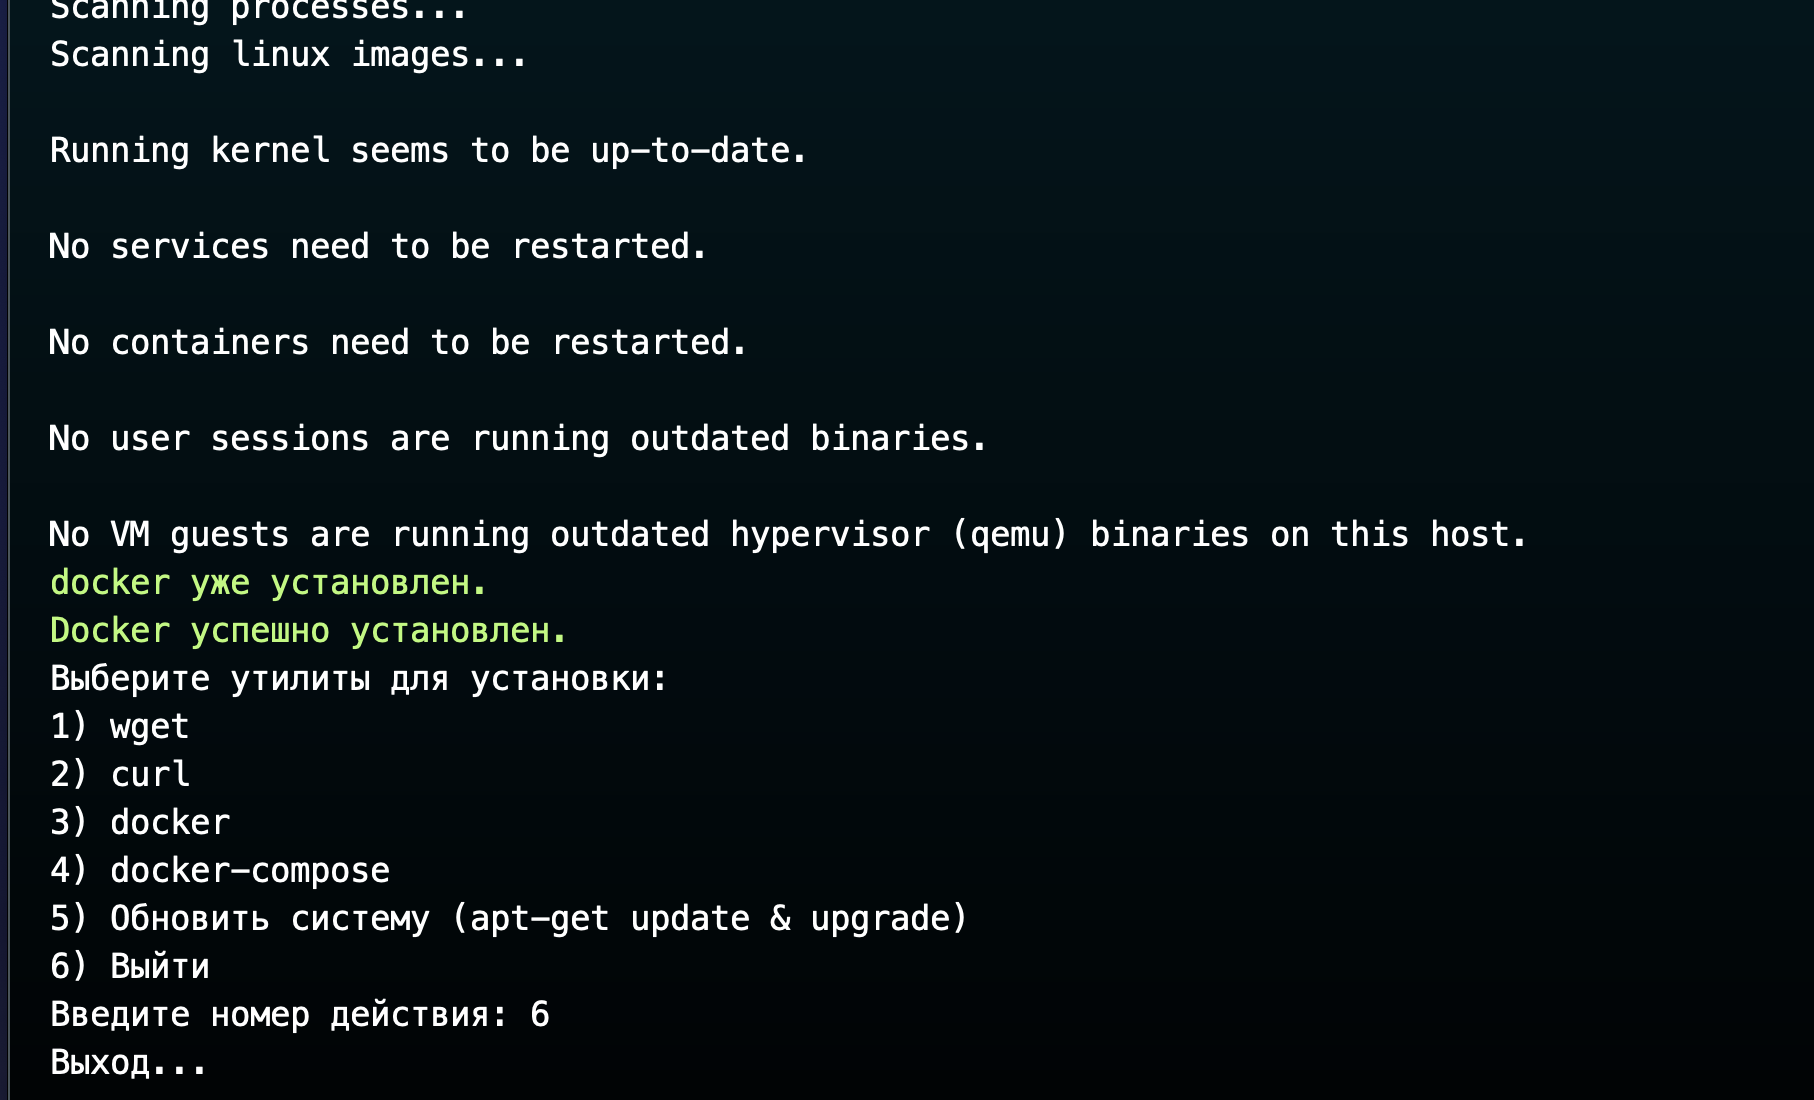 Scanning processes...
Scanning linux images...
Running kernel seems to be up-to-date.
No services need to be restarted.
No containers need to be restarted.
No user sessions are running outdated binaries.
No VM guests are running outdated hypervisor (qemu) binaries on this host.
docker уже установлен.
Docker успешно установлен.
Выберите утилиты для установки:
1) wget
2) curl
3) docker
4) docker-compose
5) Обновить систему (apt-get update & upgrade)
6) Выйти
Введите номер действия: 6
Выход...